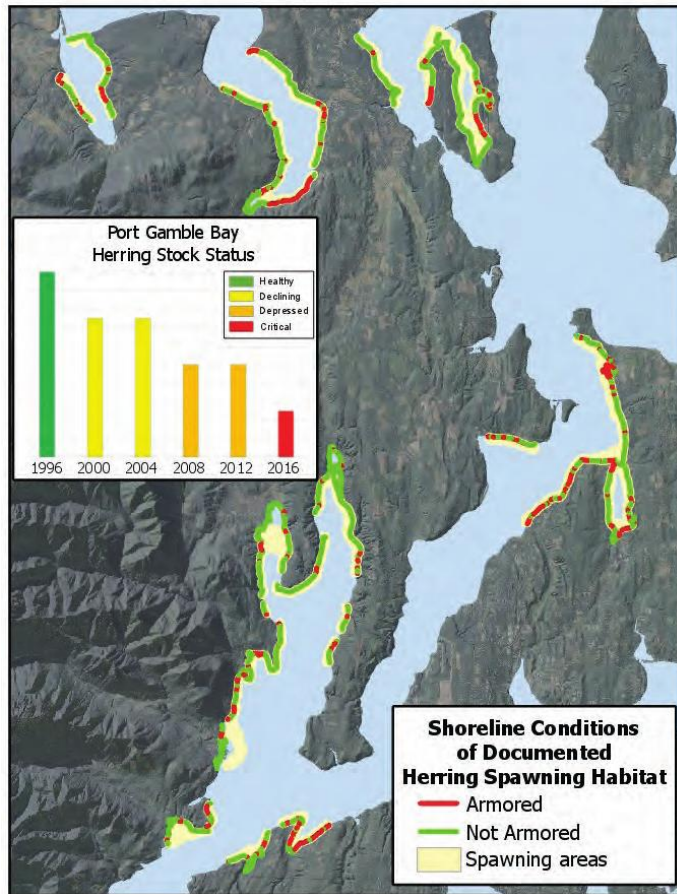 Port Gamble Bay
Herring Stock Status
Healthy
Declining
Depressed
Critical
1996 2000 2004 2008 2012 2016
Shoreline Conditions
of Documented
Herring Spawning Habitat
Armored
Not Armored
Spawning areas